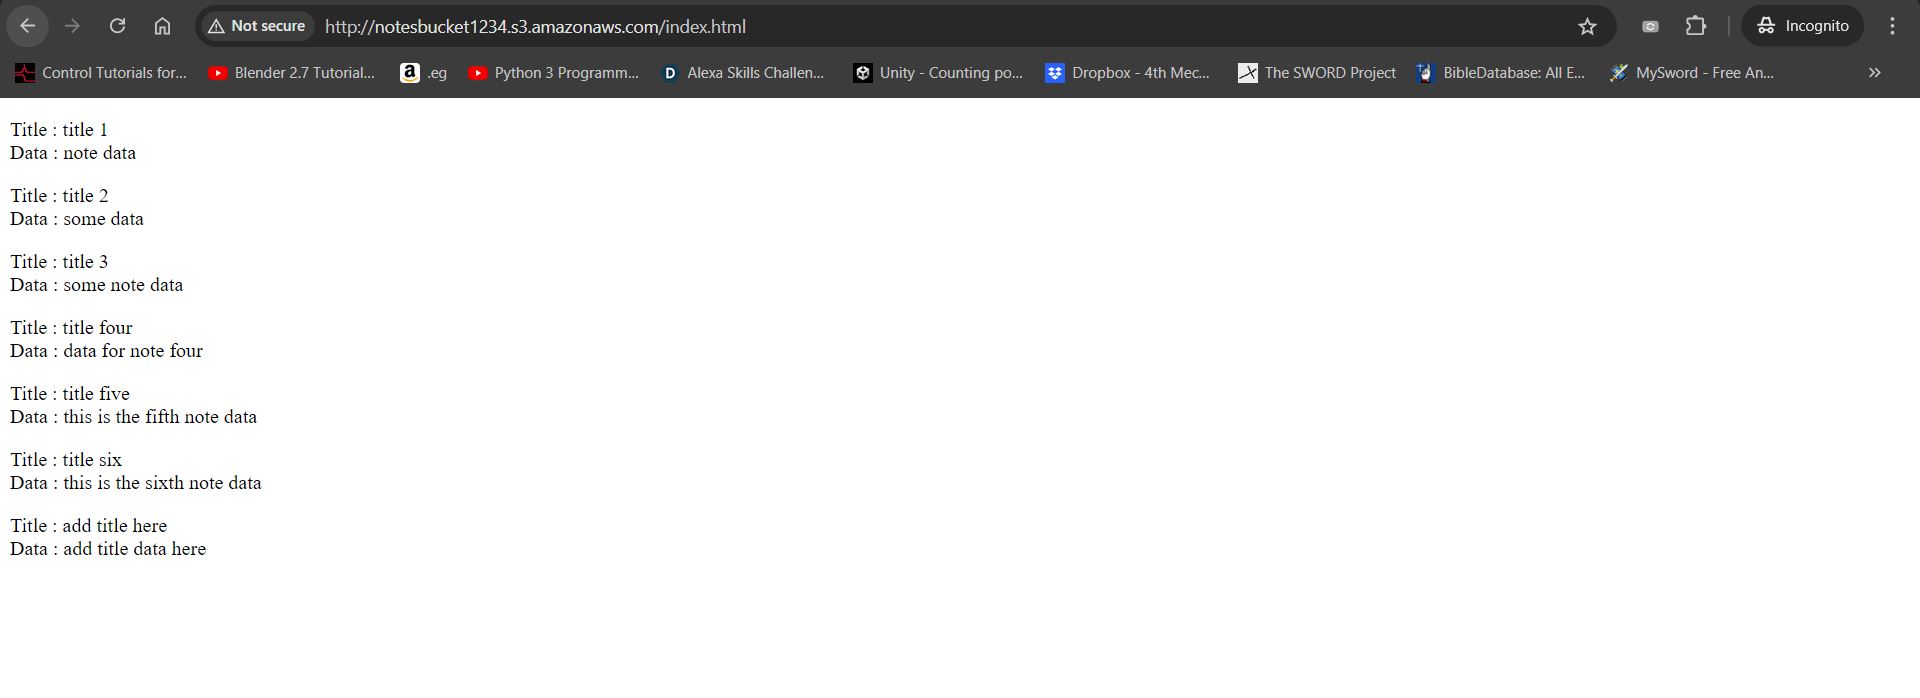 Not secure http://notesbucket1234.s3.amazonaws.com/index.html Incognito
Control Tutorials for... Blender 2.7 Tutorial... a .eg Python 3 Programm... D Alexa Skills Challen... Unity - Counting po... Dropbox - 4th Mec... The SWORD Project BibleDatabase: All E... MySword - Free An... »
Title : title 1
Data : note data
Title : title 2
Data : some data
Title : title 3
Data : some note data
Title : title four
Data : data for note four
Title : title five
Data : this is the fifth note data
Title : title six
Data : this is the sixth note data
Title : add title here
Data : add title data here